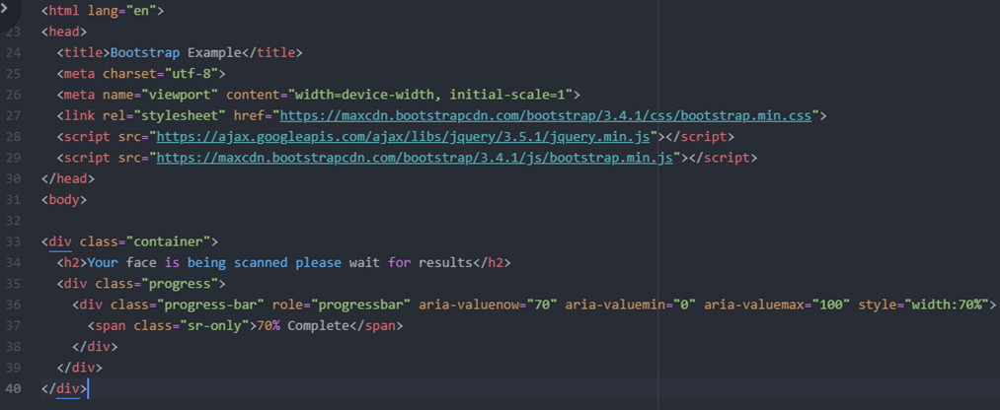 <html lang="en">
23 <head>
24   <title>Bootstrap Example</title>
25   <meta charset="utf-8">
26   <meta name="viewport" content="width=device-width, initial-scale=1">
27   <link rel="stylesheet" href="https://maxcdn.bootstrapcdn.com/bootstrap/3.4.1/css/bootstrap.min.css">
28   <script src="https://ajax.googleapis.com/ajax/libs/jquery/3.5.1/jquery.min.js"></script>
29   <script src="https://maxcdn.bootstrapcdn.com/bootstrap/3.4.1/js/bootstrap.min.js"></script>
30 </head>
31 <body>
32
33 <div class="container">
34   <h2>Your face is being scanned please wait for results</h2>
35   <div class="progress">
36     <div class="progress-bar" role="progressbar" aria-valuenow="70" aria-valuemin="0" aria-valuemax="100" style="width:70%">
37       <span class="sr-only">70% Complete</span>
38     </div>
39   </div>
40 </div>